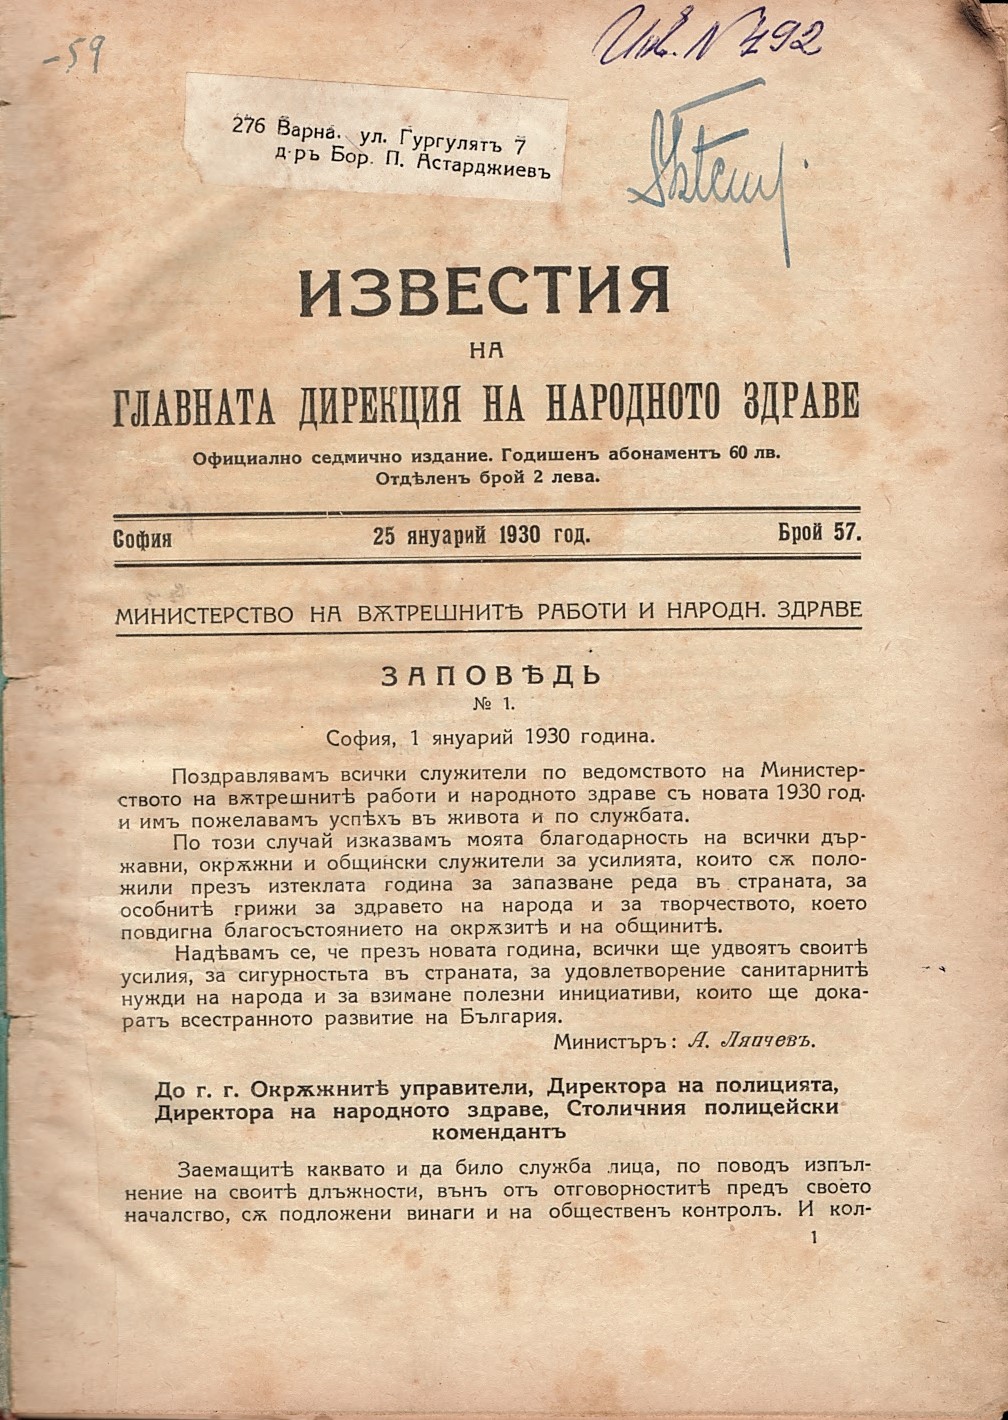 -59
Инв. № 492
276 Варна. ул. Гургулятъ 7
д-ръ Бор. П. Астарджиевъ
ИЗВЕСТИЯ
НА
ГЛАВНАТА ДИРЕКЦИЯ НА НАРОДНОТО ЗДРАВЕ
Официално седмично издание. Годишенъ абонаментъ 60 лв.
Отдѣленъ брой 2 лева.
София 25 януарий 1930 год. Брой 57.
МИНИСТЕРСТВО НА ВѪТРЕШНИТѢ РАБОТИ И НАРОДН. ЗДРАВЕ
ЗАПОВѢДЬ
№ 1.
София, 1 януарий 1930 година.
Поздравлявамъ всички служители по ведомството на Министер-
ството на вѫтрешнитѣ работи и народното здраве съ новата 1930 год.
и имъ пожелавамъ успѣхъ въ живота и по службата.
По този случай изказвамъ моята благодарность на всички дър-
жавни, окрѫжни и общински служители за усилията, които сѫ поло-
жили презъ изтеклата година за запазване реда въ страната, за
особнитѣ грижи за здравето на народа и за творчеството, което
повдигна благосъстоянието на окрѫзитѣ и на общинитѣ.
Надѣвамъ се, че презъ новата година, всички ще удвоятъ своитѣ
усилия, за сигурностьта въ страната, за удовлетворение санитарнитѣ
нужди на народа и за взимане полезни инициативи, които ще дока-
ратъ всестранното развитие на България.
Министъръ: А. Ляпчевъ.
До г. г. Окрѫжнитѣ управители, Директора на полицията,
Директора на народното здраве, Столичния полицейски
комендантъ
Заемащитѣ каквато и да било служба лица, по поводъ изпъл-
нение на своитѣ длъжности, вънъ отъ отговорноститѣ предъ своето
началство, сѫ подложени винаги и на общественъ контролъ. И кол-
1